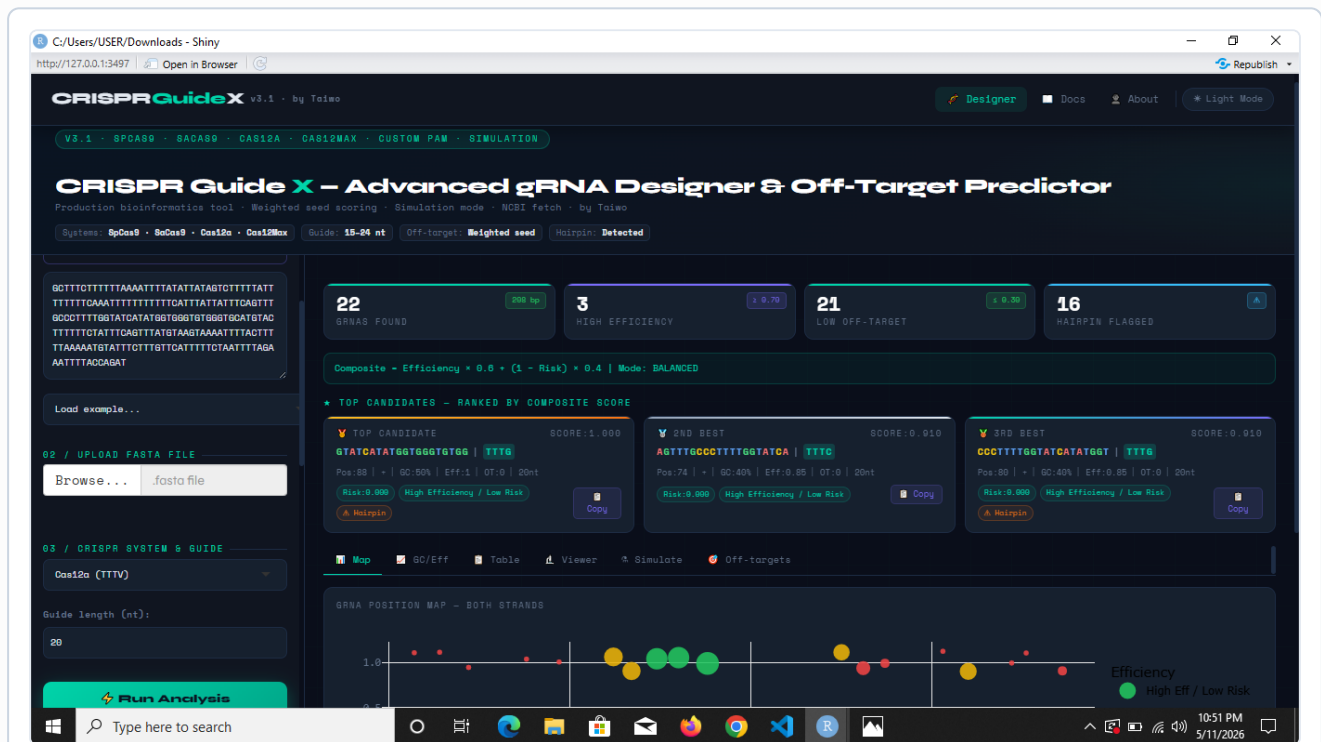 C:/Users/USER/Downloads - Shiny
http://127.0.0.1:3497 Open in Browser Republish
CRISPRGuideX v3.1 · by Taiwo Designer Docs About Light Mode
V3.1 · SPCAS9 · SACAS9 · CAS12A · CAS12MAX · CUSTOM PAM · SIMULATION
CRISPR Guide X — Advanced gRNA Designer & Off-Target Predictor
Production bioinformatics tool · Weighted seed scoring · Simulation mode · NCBI fetch · by Taiwo
Systems: SpCas9 · SaCas9 · Cas12a · Cas12Max Guide: 15-24 nt Off-target: Weighted seed Hairpin: Detected
GCTTTCTTTTTTAAAATTTTATATTATAGTCTTTTTATT
TTTTTTCAAATTTTTTTTTTTCATTTATTATTTCAGTTT
GCCCTTTTGGTATCATATGGTGGGTGTGGGTGCATGTAC
TTTTTTCTATTTCAGTTTATGTAAGTAAAATTTTACTTT
TTAAAAATGTATTTCTTTGTTCATTTTTCTAATTTTAGA
AATTTTACCAGAT
Load example...
02 / UPLOAD FASTA FILE
Browse... .fasta file
03 / CRISPR SYSTEM & GUIDE
Cas12a (TTTV)
Guide length (nt):
20
Run Analysis
22 298 bp
GRNAS FOUND
3 ≥ 0.70
HIGH EFFICIENCY
21 ≤ 0.30
LOW OFF-TARGET
16
HAIRPIN FLAGGED
Composite = Efficiency × 0.6 + (1 − Risk) × 0.4 | Mode: BALANCED
★ TOP CANDIDATES — RANKED BY COMPOSITE SCORE
TOP CANDIDATE SCORE:1.000
GTATCATATGGTGGGTGTGG | TTTG
Pos:88 | + | GC:50% | Eff:1 | OT:0 | 20nt
Risk:0.000 High Efficiency / Low Risk
Hairpin
Copy
2ND BEST SCORE:0.910
AGTTTGCCCTTTTGGTATCA | TTTC
Pos:74 | + | GC:40% | Eff:0.85 | OT:0 | 20nt
Risk:0.000 High Efficiency / Low Risk Copy
3RD BEST SCORE:0.910
CCCTTTTGGTATCATATGGT | TTTG
Pos:80 | + | GC:40% | Eff:0.85 | OT:0 | 20nt
Risk:0.000 High Efficiency / Low Risk
Hairpin
Copy
Map GC/Eff Table Viewer Simulate Off-targets
GRNA POSITION MAP — BOTH STRANDS
1.0
0.5
Efficiency
High Eff / Low Risk
Type here to search
10:51 PM
5/11/2026